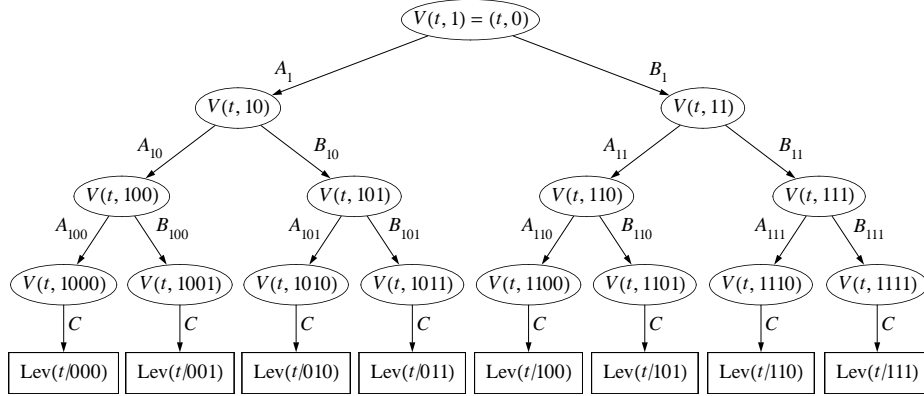 V(t, 1) = (t, 0)
A₁ B₁
V(t, 10) V(t, 11)
A₁₀ B₁₀ A₁₁ B₁₁
V(t, 100) V(t, 101) V(t, 110) V(t, 111)
A₁₀₀ B₁₀₀ A₁₀₁ B₁₀₁ A₁₁₀ B₁₁₀ A₁₁₁ B₁₁₁
V(t, 1000) V(t, 1001) V(t, 1010) V(t, 1011) V(t, 1100) V(t, 1101) V(t, 1110) V(t, 1111)
C C C C C C C C
Lev(t/000) Lev(t/001) Lev(t/010) Lev(t/011) Lev(t/100) Lev(t/101) Lev(t/110) Lev(t/111)